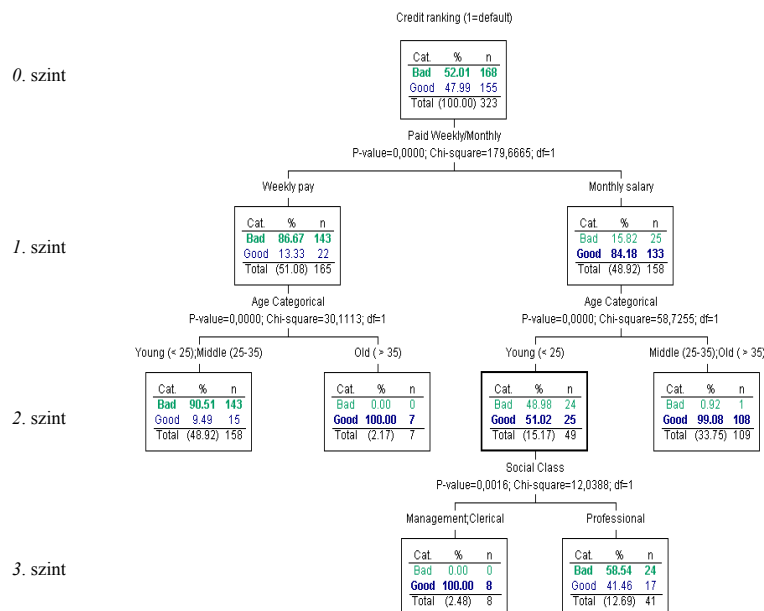 Credit ranking (1=default)
0. szint
Cat. % n
Bad 52.01 168
Good 47.99 155
Total (100.00) 323
Paid Weekly/Monthly
P-value=0,0000; Chi-square=179,6665; df=1
Weekly pay Monthly salary
1. szint
Cat. % n
Bad 86.67 143
Good 13.33 22
Total (51.08) 165
Cat. % n
Bad 15.82 25
Good 84.18 133
Total (48.92) 158
Age Categorical
P-value=0,0000; Chi-square=30,1113; df=1
Age Categorical
P-value=0,0000; Chi-square=58,7255; df=1
Young (< 25);Middle (25-35) Old ( > 35) Young (< 25) Middle (25-35);Old ( > 35)
2. szint
Cat. % n
Bad 90.51 143
Good 9.49 15
Total (48.92) 158
Cat. % n
Bad 0.00 0
Good 100.00 7
Total (2.17) 7
Cat. % n
Bad 48.98 24
Good 51.02 25
Total (15.17) 49
Cat. % n
Bad 0.92 1
Good 99.08 108
Total (33.75) 109
Social Class
P-value=0,0016; Chi-square=12,0388; df=1
Management;Clerical Professional
3. szint
Cat. % n
Bad 0.00 0
Good 100.00 8
Total (2.48) 8
Cat. % n
Bad 58.54 24
Good 41.46 17
Total (12.69) 41